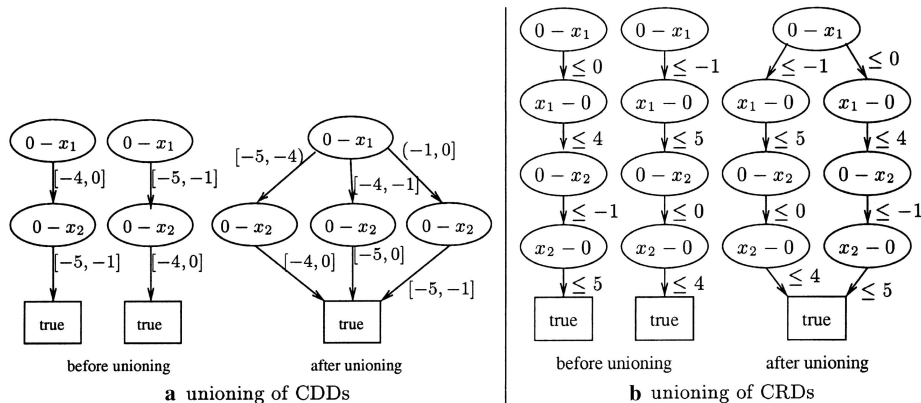 0 − x₁
0 − x₁
0 − x₁
[−4, 0]
[−5, −1]
[−5, −4)
[−4, −1]
(−1, 0]
0 − x₂
0 − x₂
0 − x₂
0 − x₂
0 − x₂
[−5, −1]
[−4, 0]
[−4, 0]
[−5, 0]
[−5, −1]
true
true
true
before unioning
after unioning
a unioning of CDDs
0 − x₁
0 − x₁
0 − x₁
≤ 0
≤ −1
≤ −1
≤ 0
x₁ − 0
x₁ − 0
x₁ − 0
x₁ − 0
≤ 4
≤ 5
≤ 5
≤ 4
0 − x₂
0 − x₂
0 − x₂
0 − x₂
≤ −1
≤ 0
≤ 0
≤ −1
x₂ − 0
x₂ − 0
x₂ − 0
x₂ − 0
≤ 5
≤ 4
≤ 4
≤ 5
true
true
true
before unioning
after unioning
b unioning of CRDs